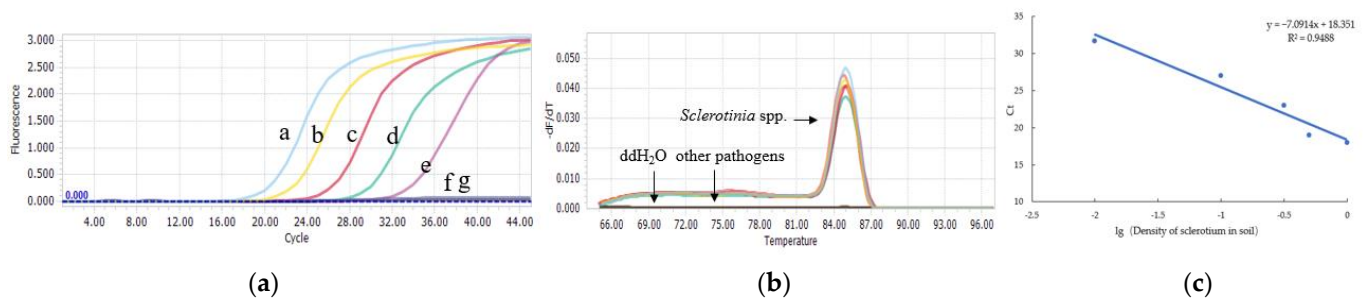 3.000
2.500
2.000
1.500
1.000
0.500
0.000
0.000
Fluorescence
a
b
c
d
e
f g
4.00 8.00 12.00 16.00 20.00 24.00 28.00 32.00 36.00 40.00 44.00
Cycle
(a)
0.050
0.040
0.030
0.020
0.010
0.000
-dF/dT
Sclerotinia spp.
ddH₂O other pathogens
66.00 69.00 72.00 75.00 78.00 81.00 84.00 87.00 90.00 93.00 96.00
Temperature
(b)
Ct
y = −7.0914x + 18.351
R² = 0.9488
35
30
25
20
15
10
-2.5 -2 -1.5 -1 -0.5 0
lg (Density of sclerotium in soil)
(c)